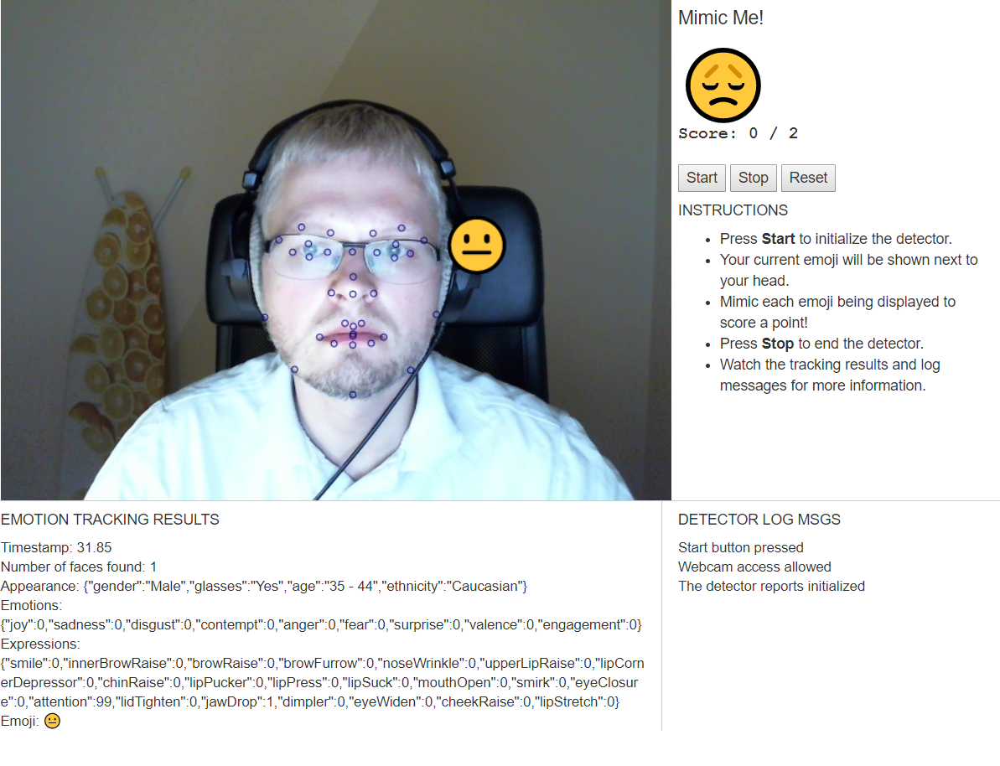 Mimic Me!
Score: 0 / 2
Start Stop Reset
INSTRUCTIONS
• Press Start to initialize the detector.
• Your current emoji will be shown next to
your head.
• Mimic each emoji being displayed to
score a point!
• Press Stop to end the detector.
• Watch the tracking results and log
messages for more information.
EMOTION TRACKING RESULTS
Timestamp: 31.85
Number of faces found: 1
Appearance: {"gender":"Male","glasses":"Yes","age":"35 - 44","ethnicity":"Caucasian"}
Emotions:
{"joy":0,"sadness":0,"disgust":0,"contempt":0,"anger":0,"fear":0,"surprise":0,"valence":0,"engagement":0}
Expressions:
{"smile":0,"innerBrowRaise":0,"browRaise":0,"browFurrow":0,"noseWrinkle":0,"upperLipRaise":0,"lipCorn
erDepressor":0,"chinRaise":0,"lipPucker":0,"lipPress":0,"lipSuck":0,"mouthOpen":0,"smirk":0,"eyeClosur
e":0,"attention":99,"lidTighten":0,"jawDrop":1,"dimpler":0,"eyeWiden":0,"cheekRaise":0,"lipStretch":0}
Emoji: 😐
DETECTOR LOG MSGS
Start button pressed
Webcam access allowed
The detector reports initialized